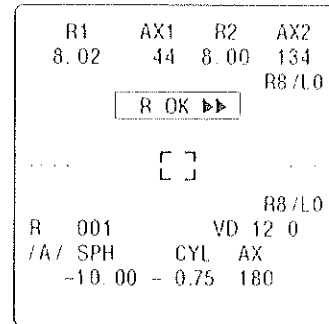 R1 AX1 R2 AX2
8.02 44 8.00 134
R8/L0
R OK ▶▶
R8/L0
R 001 VD 12 0
/A/ SPH CYL AX
-10.00 - 0.75 180